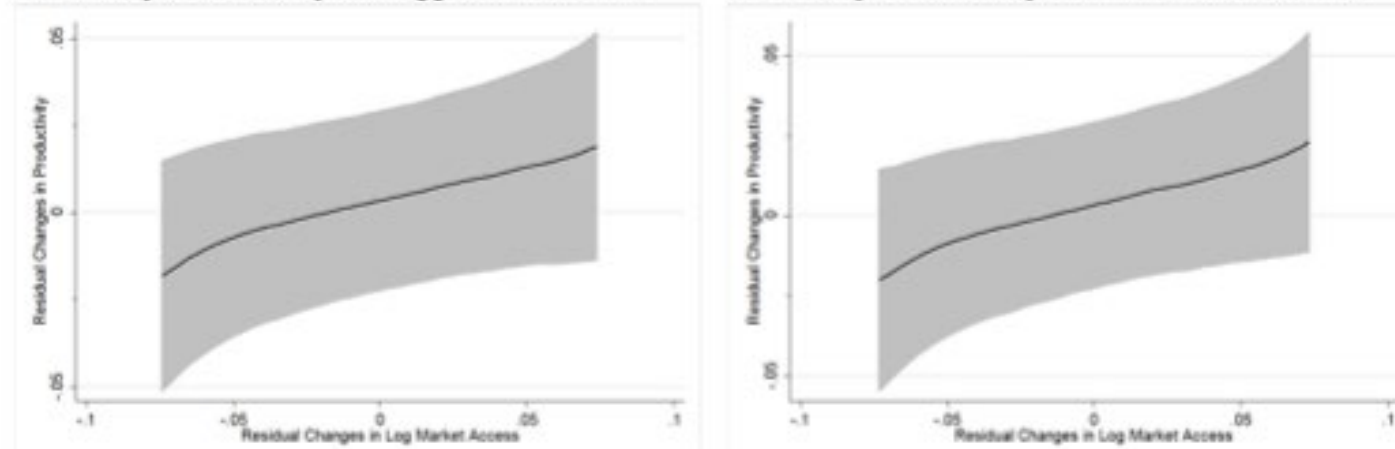 .05
Residual Changes in Productivity
0
-.05
-.1 -.05 0 .05 .1
Residual Changes in Log Market Access
.05
Residual Changes in Productivity
0
-.05
-.1 -.05 0 .05 .1
Residual Changes in Log Market Access